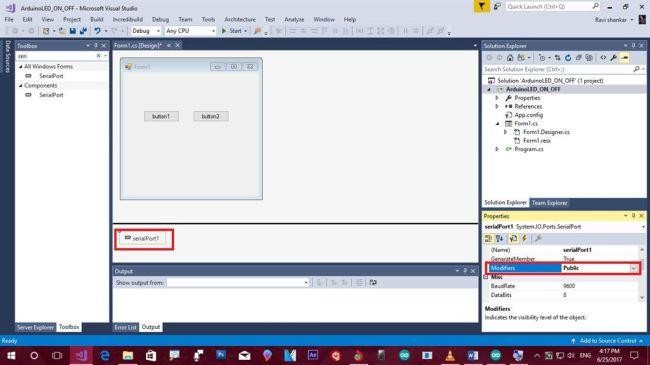 ArduinoLED_ON_OFF - Microsoft Visual Studio
Quick Launch (Ctrl+Q)
File Edit View Project Build Debug Team Format Tools Architecture Test Analyze Window Help
Ravi shankar
Debug Any CPU Start
Data Sources
Toolbox
sen
All Windows Forms
SerialPort
Components
SerialPort
Form1.cs [Design]*
Form1
button1
button2
serialPort1
Output
Show output from:
Server Explorer Toolbox
Error List Output
Solution Explorer
Search Solution Explorer
Solution 'ArduinoLED_ON_OFF' (1 project)
ArduinoLED_ON_OFF
Properties
References
App.config
Form1.cs
Form1.Designer.cs
Form1.resx
Program.cs
Solution Explorer Team Explorer
Properties
serialPort1 System.IO.Ports.SerialPort
(Name) serialPort1
GenerateMember True
Modifiers Public
Misc
BaudRate 9600
DataBits 8
Modifiers
Indicates the visibility level of the object.
Ready
Add to Source Control
ENG
4:17 PM
6/25/2017